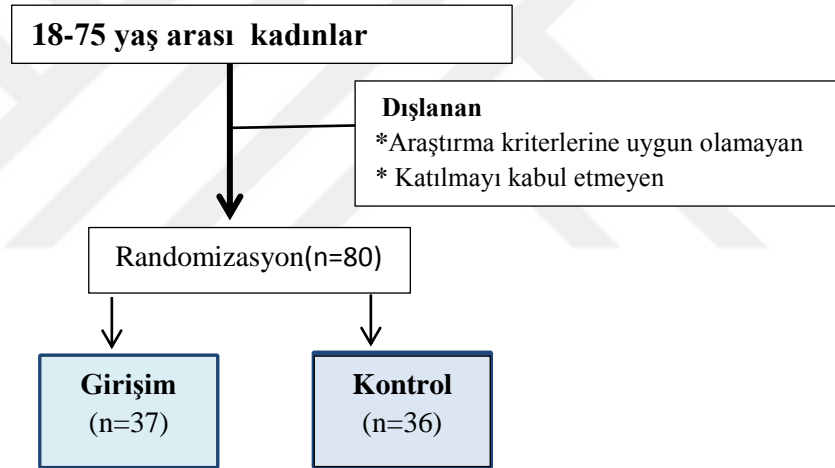 18-75 yaş arası kadınlar
Dışlanan
*Araştırma kriterlerine uygun olamayan
* Katılmayı kabul etmeyen
Randomizasyon(n=80)
Girişim
(n=37)
Kontrol
(n=36)